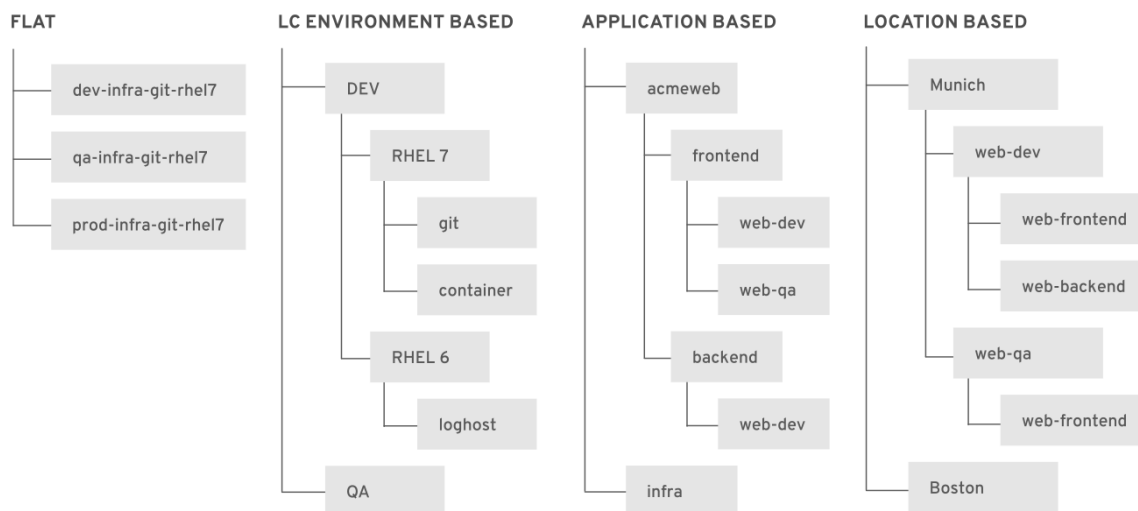 FLAT
dev-infra-git-rhel7
qa-infra-git-rhel7
prod-infra-git-rhel7
LC ENVIRONMENT BASED
DEV
RHEL 7
git
container
RHEL 6
loghost
QA
APPLICATION BASED
acmeweb
frontend
web-dev
web-qa
backend
web-dev
infra
LOCATION BASED
Munich
web-dev
web-frontend
web-backend
web-qa
web-frontend
Boston